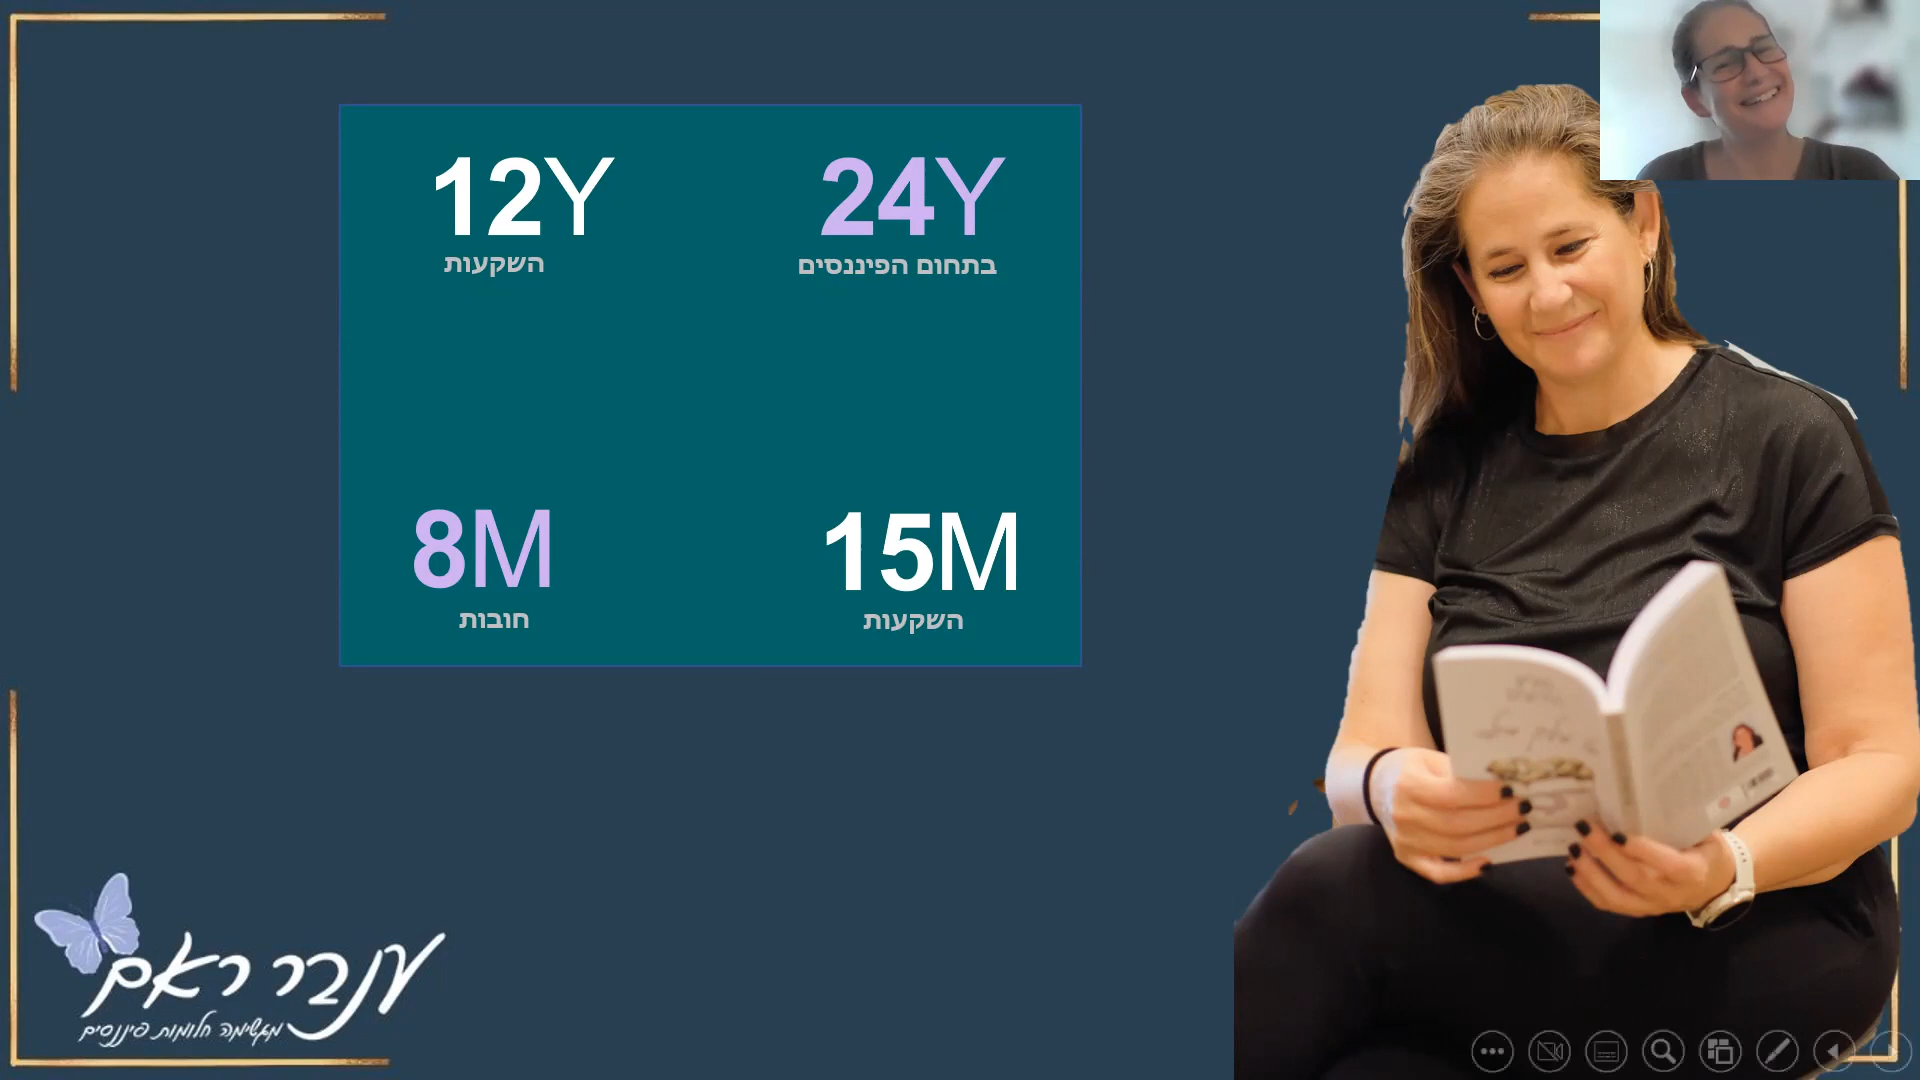 24Y
בתחום הפיננסים
12Y
השקעות
15M
השקעות
8M
חובות
ענבר ראם
מגשימה חלומות פיננסים